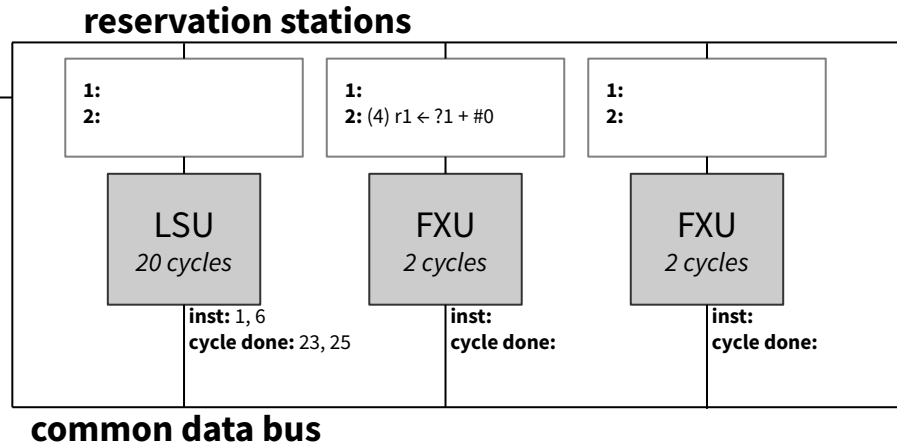 reservation stations
1:
2:
1:
2: (4) r1 ← ?1 + #0
1:
2:
LSU
20 cycles
FXU
2 cycles
FXU
2 cycles
inst: 1, 6
cycle done: 23, 25
inst:
cycle done:
inst:
cycle done:
common data bus